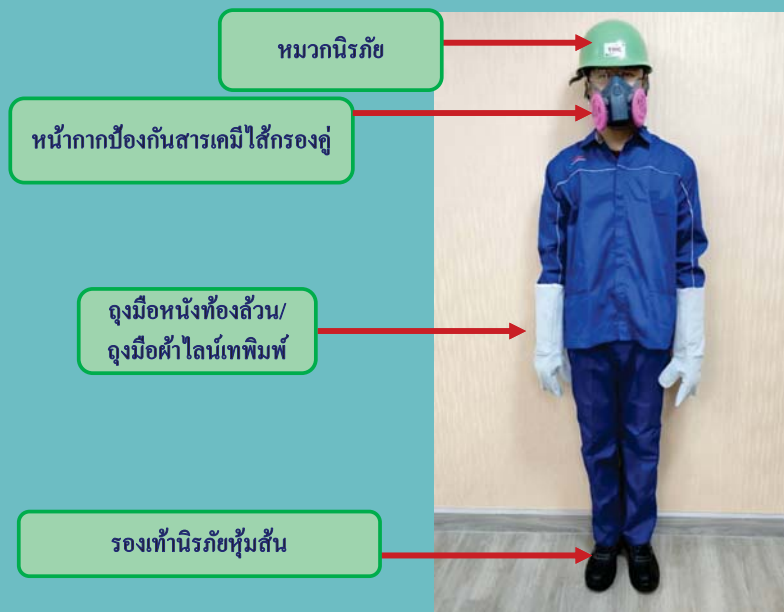 หมวกนิรภัย
หน้ากากป้องกันสารเคมีไส้กรองคู่
ถุงมือหนังท้องล้วน/
ถุงมือผ้าไลน์เทพิมพ์
รองเท้านิรภัยหุ้มส้น